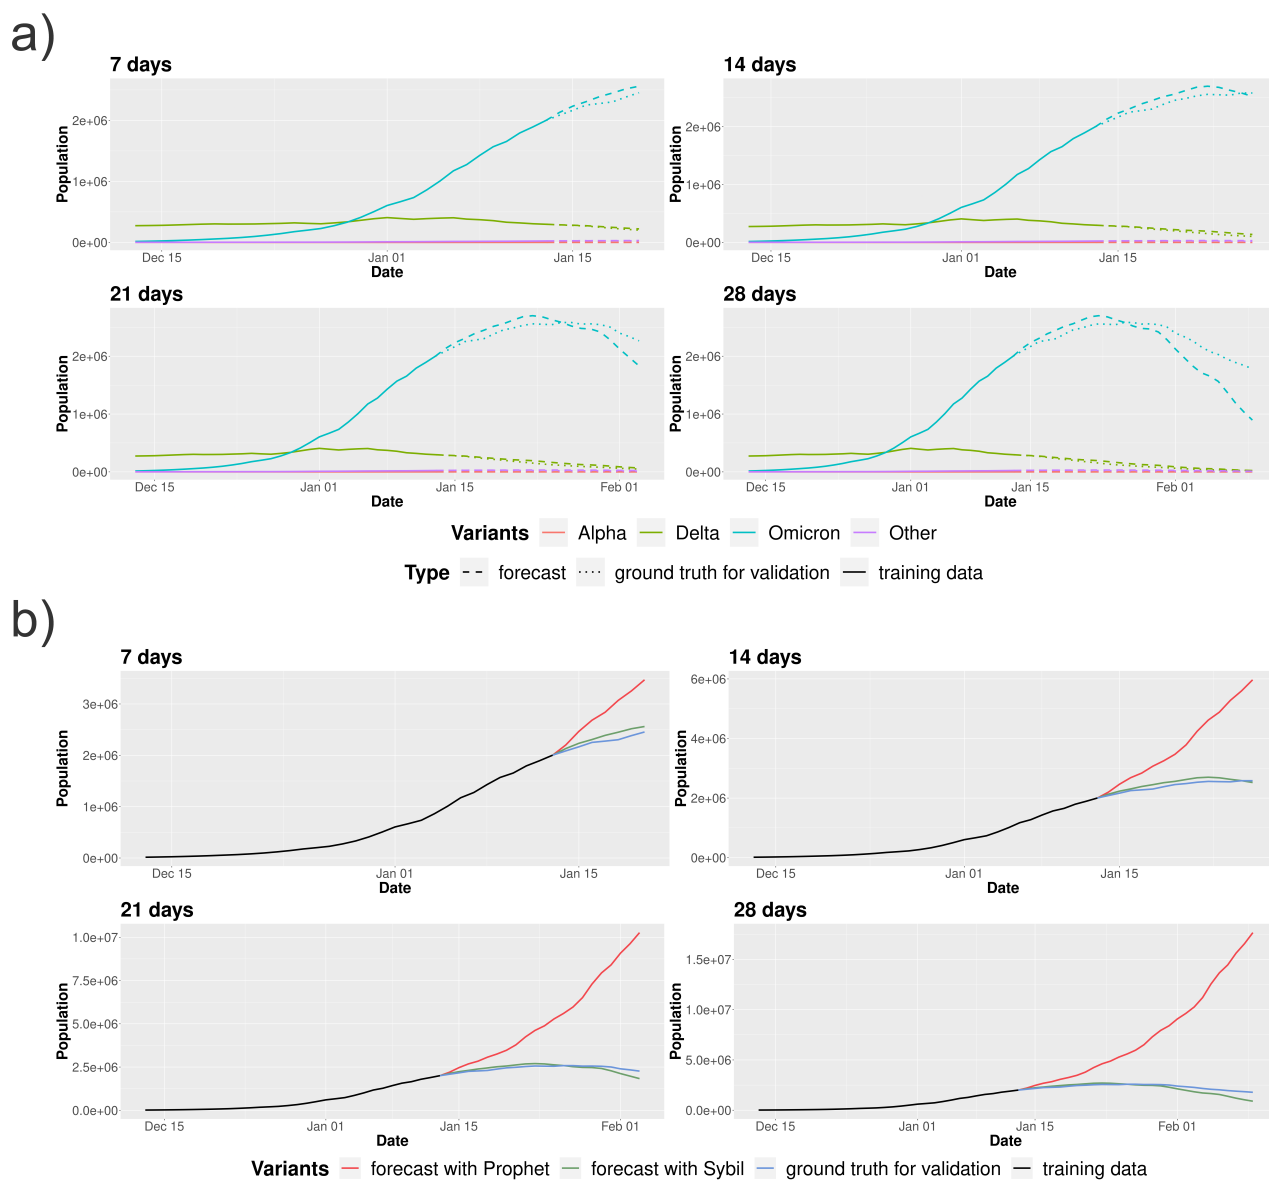 a)
7 days
14 days
Population
2e+06
1e+06
0e+00
Dec 15
Jan 01
Jan 15
Date
Population
2e+06
1e+06
0e+00
Dec 15
Jan 01
Jan 15
Date
21 days
28 days
Population
2e+06
1e+06
0e+00
Dec 15
Jan 01
Jan 15
Feb 01
Date
Population
2e+06
1e+06
0e+00
Dec 15
Jan 01
Jan 15
Feb 01
Date
Variants Alpha Delta Omicron Other
Type forecast ground truth for validation training data
b)
7 days
14 days
Population
3e+06
2e+06
1e+06
0e+00
Dec 15
Jan 01
Jan 15
Date
Population
6e+06
4e+06
2e+06
0e+00
Dec 15
Jan 01
Jan 15
Date
21 days
28 days
Population
1.0e+07
7.5e+06
5.0e+06
2.5e+06
0.0e+00
Dec 15
Jan 01
Jan 15
Feb 01
Date
Population
1.5e+07
1.0e+07
5.0e+06
0.0e+00
Dec 15
Jan 01
Jan 15
Feb 01
Date
Variants forecast with Prophet forecast with Sybil ground truth for validation training data